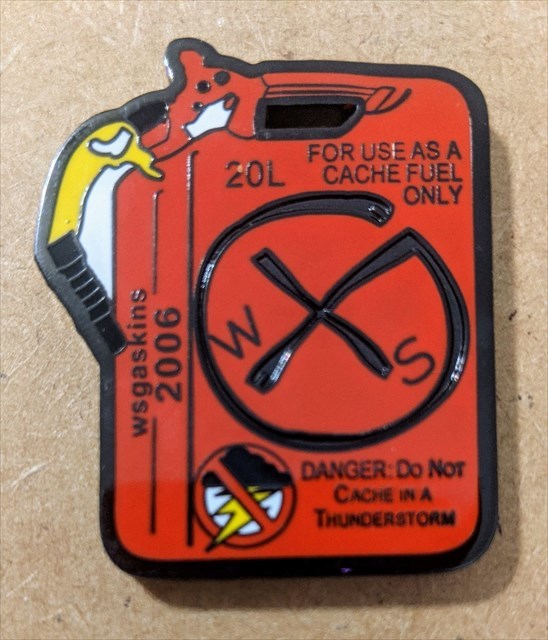 20L
FOR USE AS A
CACHE FUEL
ONLY
W
S
wsgaskins
2006
DANGER: Do Not
Cache in a
Thunderstorm